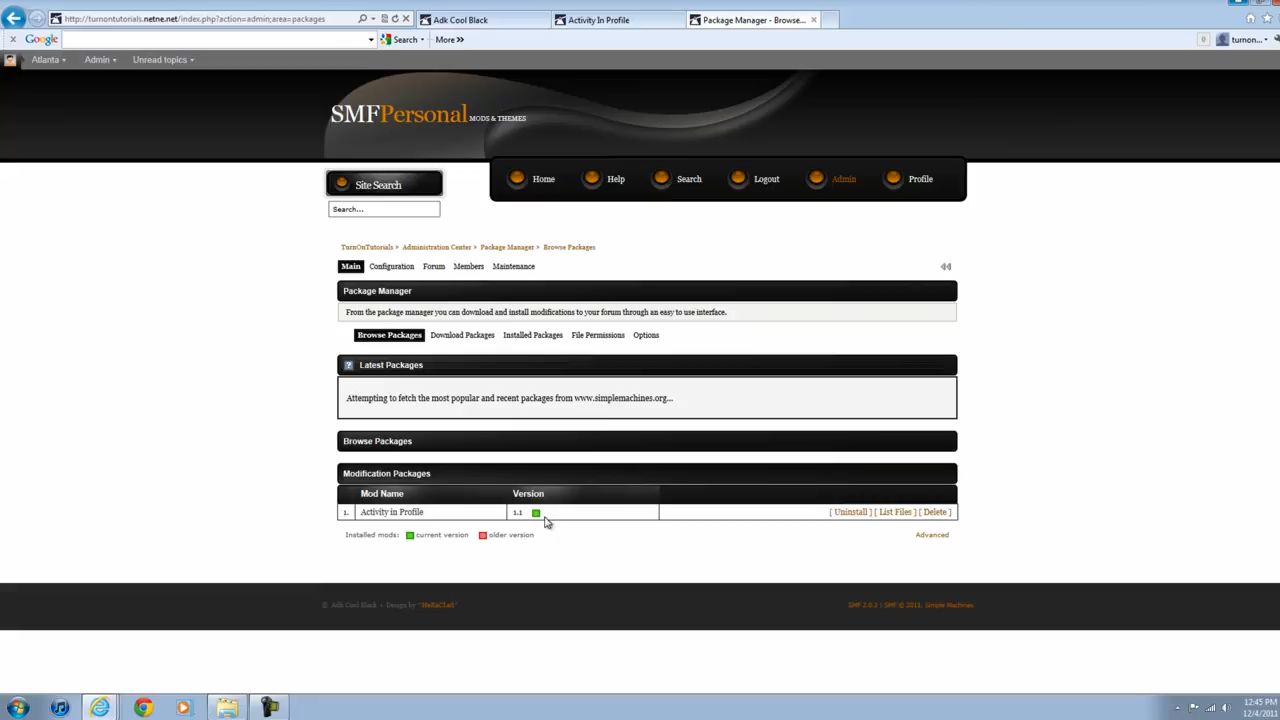 http://turnontutorials.netne.net/index.php?action=admin;area=packages
Adk Cool Black
Activity In Profile
Package Manager - Browse...
Google
Search
More »
0
turnon...
Atlanta
Admin
Unread topics
SMFPersonal MODS & THEMES
Site Search
Home
Help
Search
Logout
Admin
Profile
Search...
TurnOnTutorials > Administration Center > Package Manager > Browse Packages
Main Configuration Forum Members Maintenance
Package Manager
From the package manager you can download and install modifications to your forum through an easy to use interface.
Browse Packages Download Packages Installed Packages File Permissions Options
Latest Packages
Attempting to fetch the most popular and recent packages from www.simplemachines.org...
Browse Packages
Modification Packages
Mod Name Version
1. Activity in Profile 1.1 [ Uninstall ] [ List Files ] [ Delete ]
Installed mods: current version older version
Advanced
© Adk Cool Black • Design by
SMF © 2011, Simple Machines
12:45 PM
12/4/2011